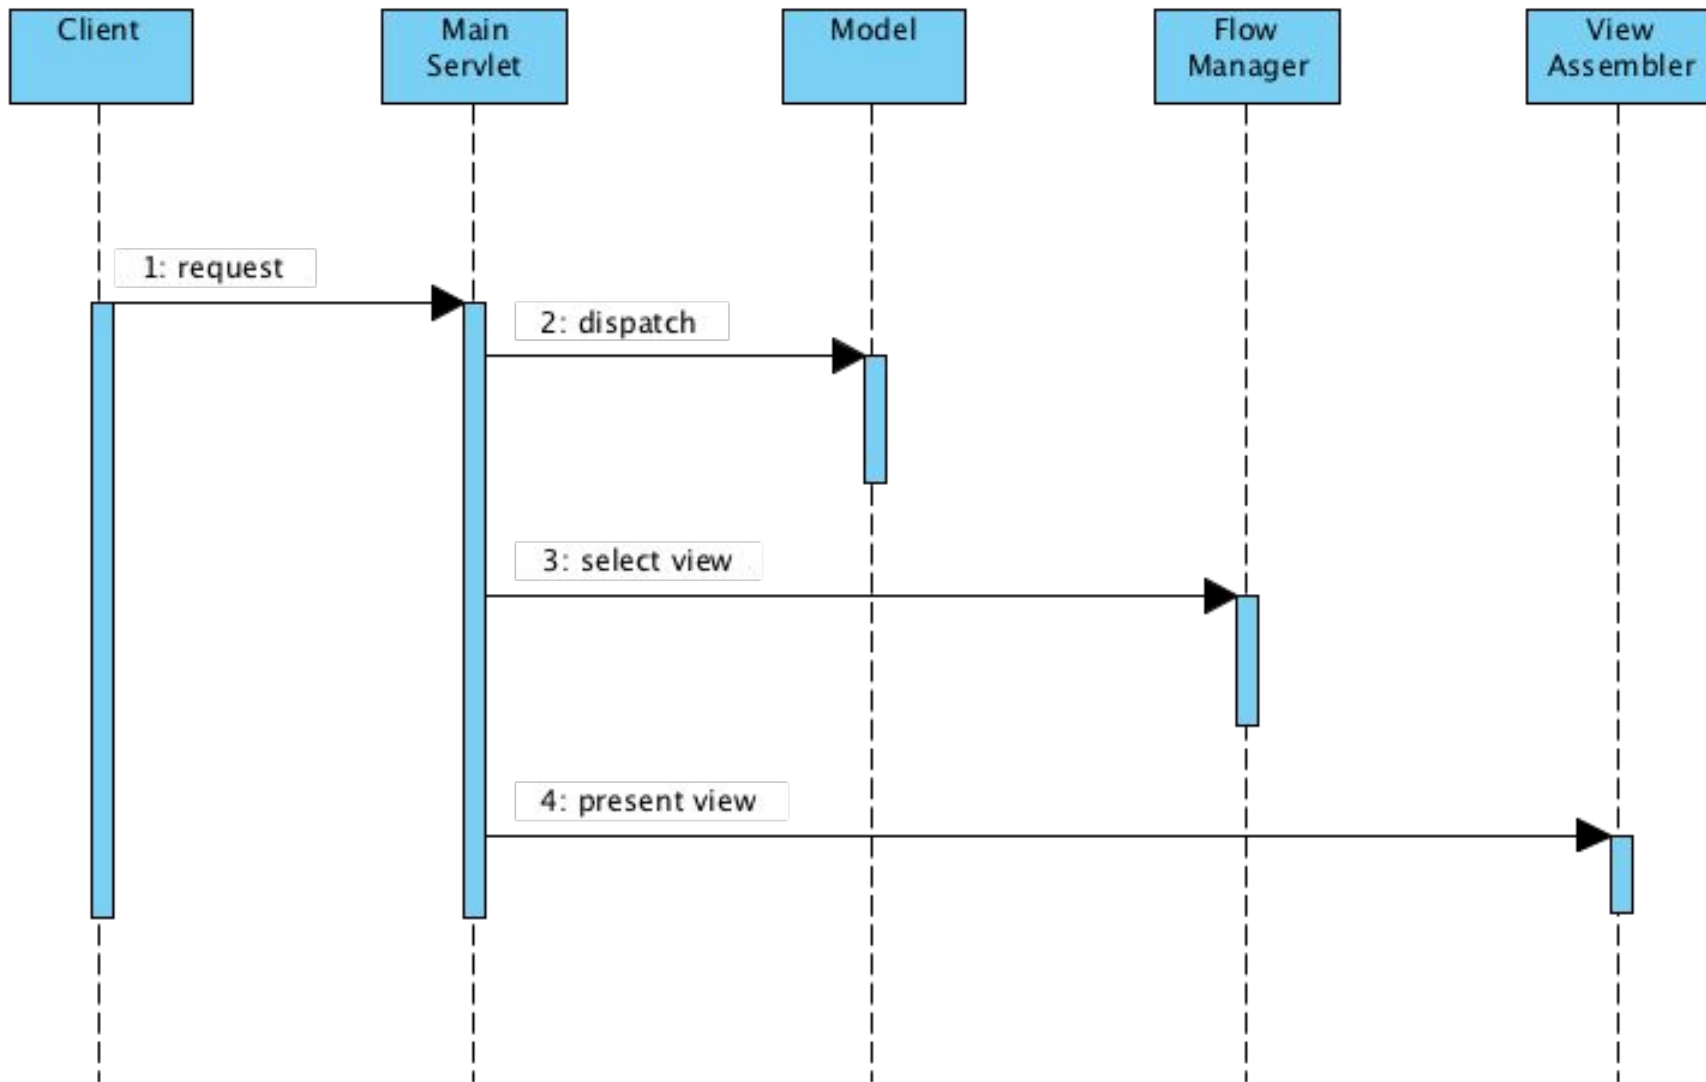 Client
Main
Servlet
Model
Flow
Manager
View
Assembler
1: request
2: dispatch
3: select view
4: present view